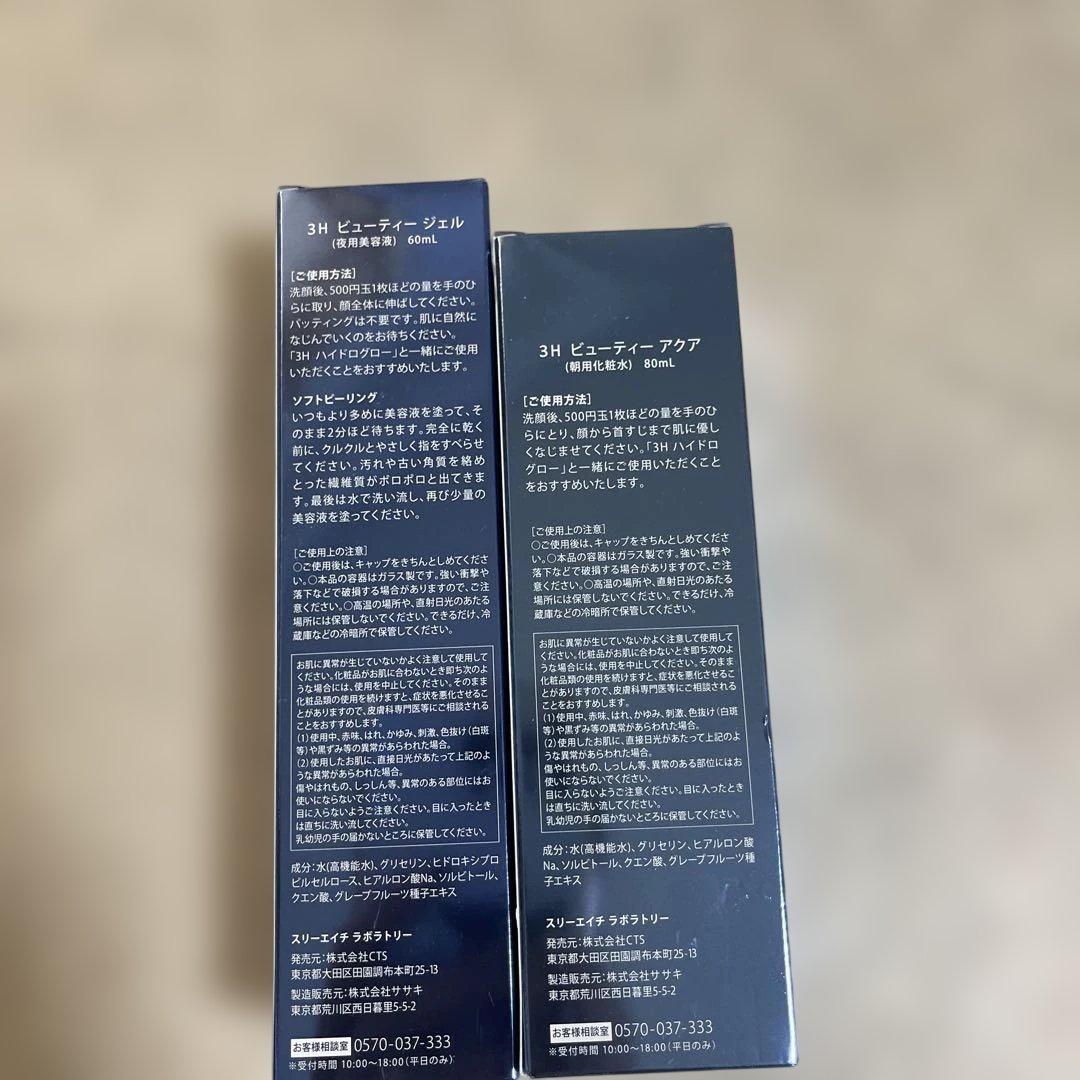 3H ビューティー ジェル
(夜用美容液) 60mL
[ご使用方法]
洗顔後、500円玉1枚ほどの量を手のひ
らに取り、顔全体に伸ばしてください。
パッティングは不要です。肌に自然に
なじんでいくのをお待ちください。
「3H ハイドログロー」と一緒にご使用
いただくことをおすすめいたします。
ソフトピーリング
いつもより多めに美容液を塗って、そ
のまま2分ほど待ちます。完全に乾く
前に、クルクルとやさしく指をすべらせ
てください。汚れや古い角質を絡め
とった繊維質がポロポロと出てきま
す。最後は水で洗い流し、再び少量の
美容液を塗ってください。
[ご使用上の注意]
○ご使用後は、キャップをきちんとしめてくださ
い。○本品の容器はガラス製です。強い衝撃や
落下などで破損する場合がありますので、ご注
意ください。○高温の場所や、直射日光のあたる
場所には保管しないでください。できるだけ、冷
蔵庫などの冷暗所で保管してください。
お肌に異常が生じていないかよく注意して使用して
ください。化粧品がお肌に合わないとき即ち次のよ
うな場合には、使用を中止してください。そのまま
化粧品類の使用を続けますと、症状を悪化させるこ
とがありますので、皮膚科専門医等にご相談される
ことをおすすめします。
(1)使用中、赤味、はれ、かゆみ、刺激、色抜け(白斑
等)や黒ずみ等の異常があらわれた場合。
(2)使用したお肌に、直接日光があたって上記のよ
うな異常があらわれた場合。
傷やはれもの、しっしん等、異常のある部位にはお
使いにならないでください。
目に入らないようご注意ください。目に入ったとき
は直ちに洗い流してください。
乳幼児の手の届かないところに保管してください。
成分:水(高機能水)、グリセリン、ヒドロキシプロ
ピルセルロース、ヒアルロン酸Na、ソルビトール、
クエン酸、グレープフルーツ種子エキス
スリーエイチ ラボラトリー
発売元:株式会社CTS
東京都大田区田園調布本町25-13
製造販売元:株式会社ササキ
東京都荒川区西日暮里5-5-2
お客様相談室 0570-037-333
※受付時間 10:00〜18:00(平日のみ)
3H ビューティー アクア
(朝用化粧水) 80mL
[ご使用方法]
洗顔後、500円玉1枚ほどの量を手のひ
らにとり、顔から首すじまで肌に優し
くなじませてください。「3H ハイドロ
グロー」と一緒にご使用いただくこと
をおすすめいたします。
[ご使用上の注意]
○ご使用後は、キャップをきちんとしめてくださ
い。○本品の容器はガラス製です。強い衝撃や
落下などで破損する場合がありますので、ご注
意ください。○高温の場所や、直射日光のあたる
場所には保管しないでください。できるだけ、冷
蔵庫などの冷暗所で保管してください。
お肌に異常が生じていないかよく注意して使用して
ください。化粧品がお肌に合わないとき即ち次のよ
うな場合には、使用を中止してください。そのまま
化粧品類の使用を続けますと、症状を悪化させるこ
とがありますので、皮膚科専門医等にご相談される
ことをおすすめします。
(1)使用中、赤味、はれ、かゆみ、刺激、色抜け(白斑
等)や黒ずみ等の異常があらわれた場合。
(2)使用したお肌に、直接日光があたって上記のよ
うな異常があらわれた場合。
傷やはれもの、しっしん等、異常のある部位にはお
使いにならないでください。
目に入らないようご注意ください。目に入ったとき
は直ちに洗い流してください。
乳幼児の手の届かないところに保管してください。
成分:水(高機能水)、グリセリン、ヒアルロン酸
Na、ソルビトール、クエン酸、グレープフルーツ種
子エキス
スリーエイチ ラボラトリー
発売元:株式会社CTS
東京都大田区田園調布本町25-13
製造販売元:株式会社ササキ
東京都荒川区西日暮里5-5-2
お客様相談室 0570-037-333
※受付時間 10:00〜18:00(平日のみ)